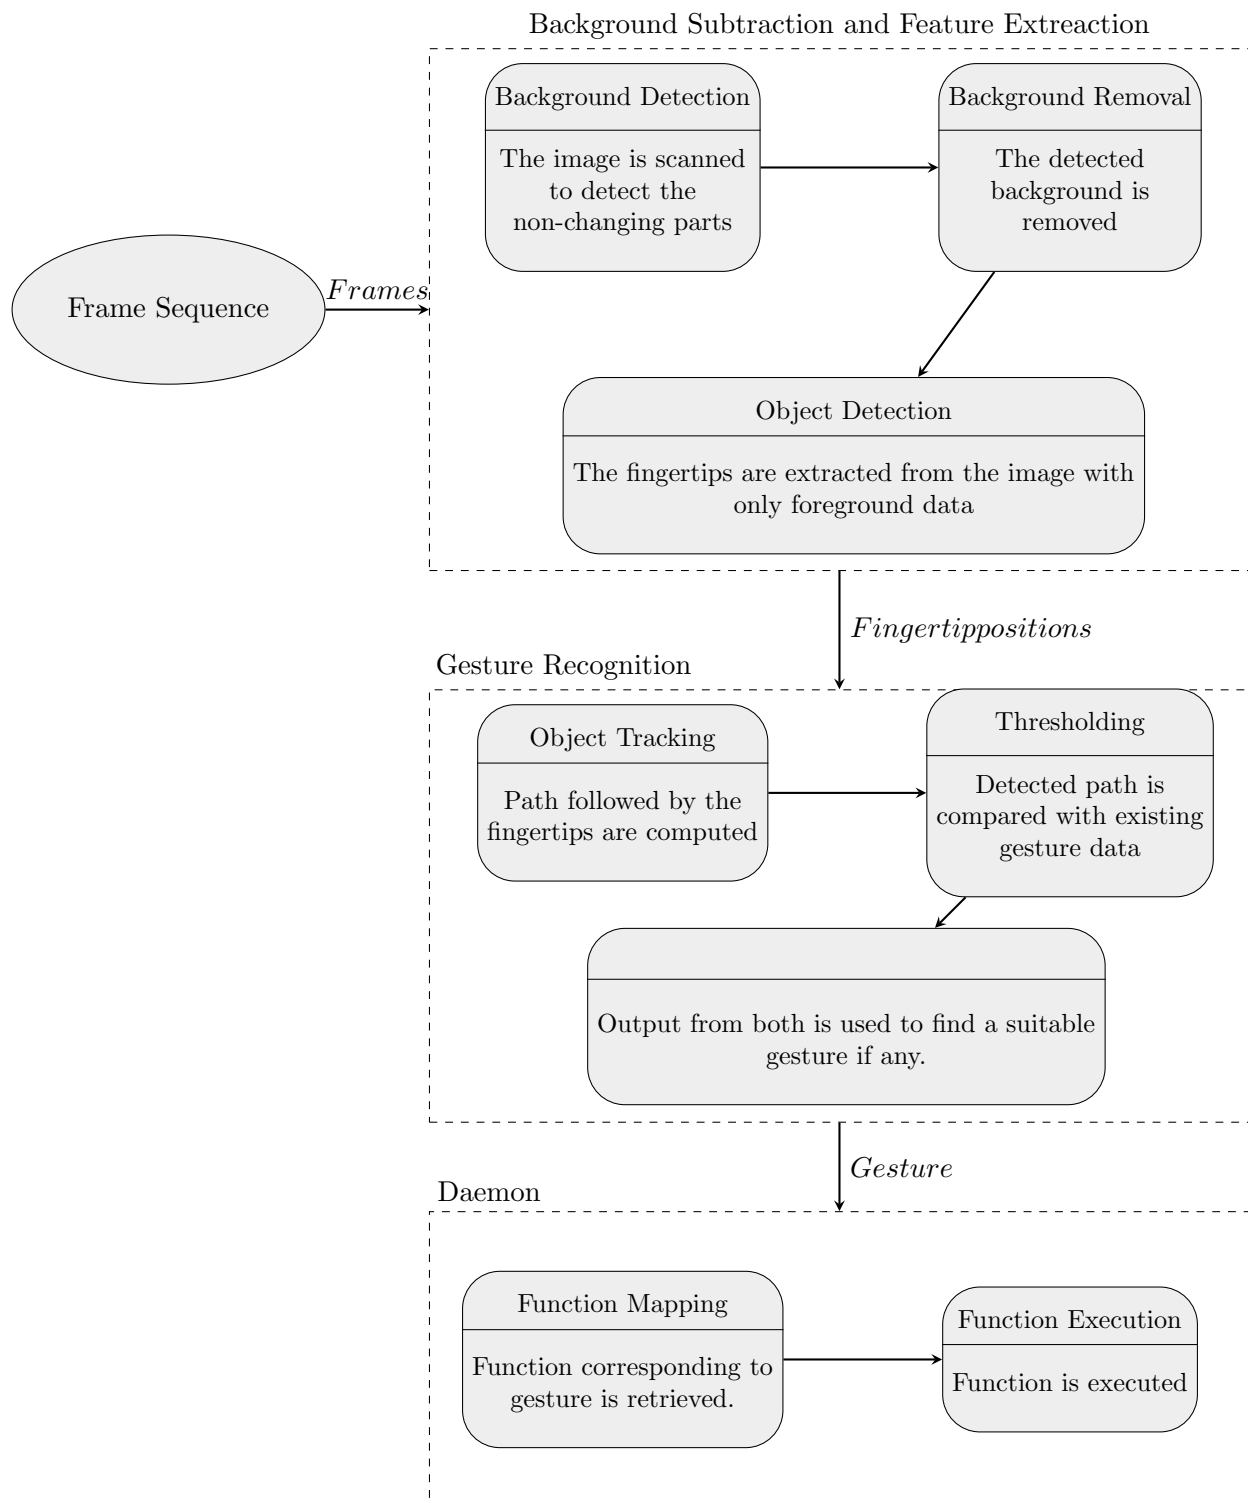 Background Subtraction and Feature Extreaction
Background Detection
The image is scanned
to detect the
non-changing parts
Background Removal
The detected
background is
removed
Frame Sequence
Frames
Object Detection
The fingertips are extracted from the image with
only foreground data
Fingertippositions
Gesture Recognition
Object Tracking
Path followed by the
fingertips are computed
Thresholding
Detected path is
compared with existing
gesture data
Output from both is used to find a suitable
gesture if any.
Gesture
Daemon
Function Mapping
Function corresponding to
gesture is retrieved.
Function Execution
Function is executed